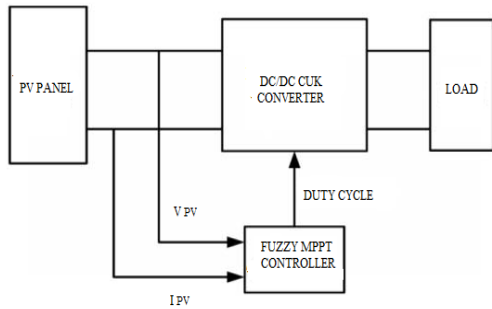 PV PANEL
DC/DC CUK
CONVERTER
LOAD
DUTY CYCLE
V PV
FUZZY MPPT
CONTROLLER
I PV